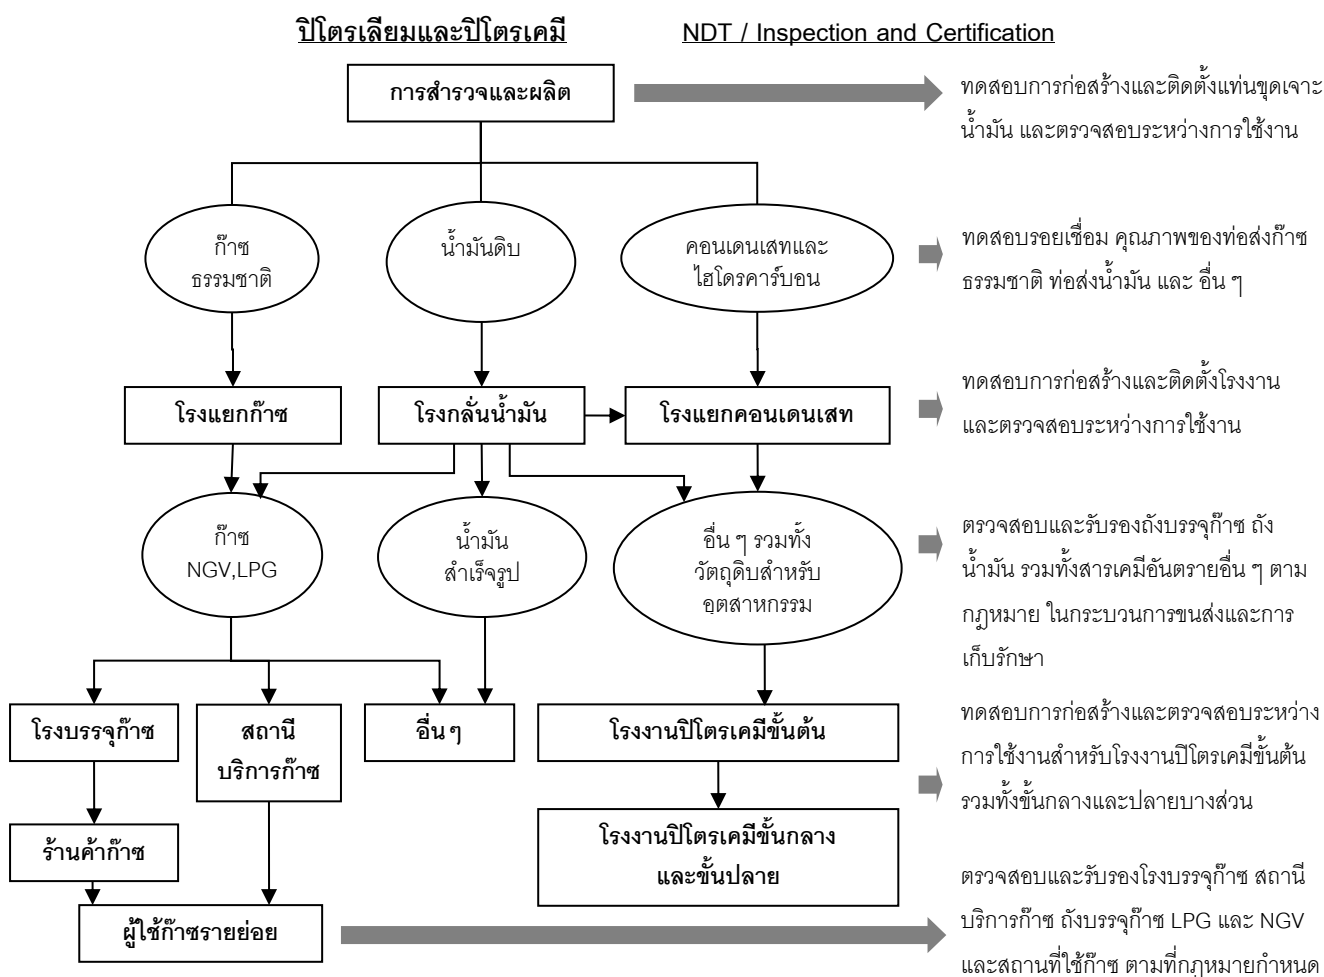 ปิโตรเลียมและปิโตรเคมี
NDT / Inspection and Certification
การสำรวจและผลิต
ทดสอบการก่อสร้างและติดตั้งแท่นขุดเจาะ
น้ำมัน และตรวจสอบระหว่างการใช้งาน
ก๊าซ
ธรรมชาติ
น้ำมันดิบ
คอนเดนเสทและ
ไฮโดรคาร์บอน
ทดสอบรอยเชื่อม คุณภาพของท่อส่งก๊าซ
ธรรมชาติ ท่อส่งน้ำมัน และ อื่น ๆ
โรงแยกก๊าซ
โรงกลั่นน้ำมัน
โรงแยกคอนเดนเสท
ทดสอบการก่อสร้างและติดตั้งโรงงาน
และตรวจสอบระหว่างการใช้งาน
ก๊าซ
NGV,LPG
น้ำมัน
สำเร็จรูป
อื่น ๆ รวมทั้ง
วัตถุดิบสำหรับ
อุตสาหกรรม
ตรวจสอบและรับรองถังบรรจุก๊าซ ถัง
น้ำมัน รวมทั้งสารเคมีอันตรายอื่น ๆ ตาม
กฎหมาย ในกระบวนการขนส่งและการ
เก็บรักษา
โรงบรรจุก๊าซ
สถานี
บริการก๊าซ
อื่น ๆ
โรงงานปิโตรเคมีขั้นต้น
ทดสอบการก่อสร้างและตรวจสอบระหว่าง
การใช้งานสำหรับโรงงานปิโตรเคมีขั้นต้น
รวมทั้งขั้นกลางและปลายบางส่วน
ร้านค้าก๊าซ
โรงงานปิโตรเคมีขั้นกลาง
และขั้นปลาย
ผู้ใช้ก๊าซรายย่อย
ตรวจสอบและรับรองโรงบรรจุก๊าซ สถานี
บริการก๊าซ ถังบรรจุก๊าซ LPG และ NGV
และสถานที่ใช้ก๊าซ ตามที่กฎหมายกำหนด